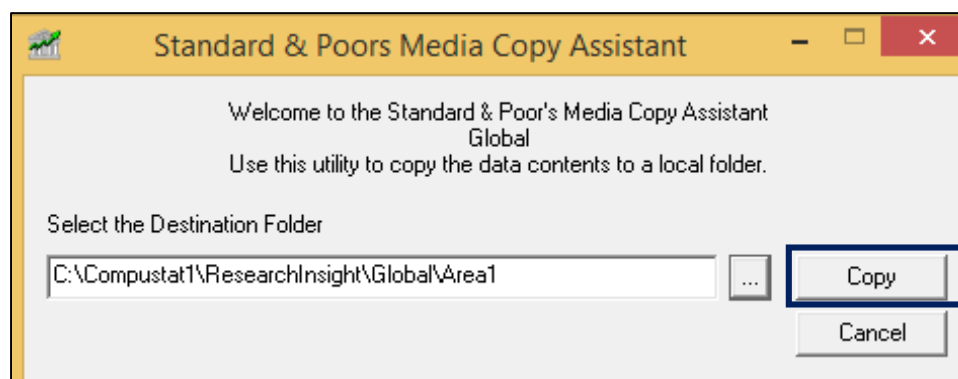 Standard & Poors Media Copy Assistant
Welcome to the Standard & Poor's Media Copy Assistant
Global
Use this utility to copy the data contents to a local folder.
Select the Destination Folder
C:\Compustat1\ResearchInsight\Global\Area1
...
Copy
Cancel